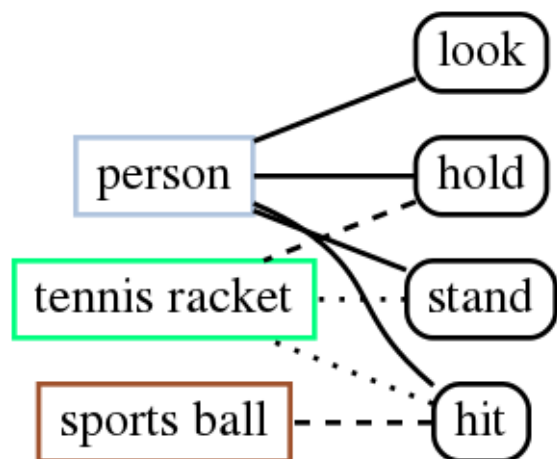 look
person
hold
tennis racket
stand
sports ball
hit